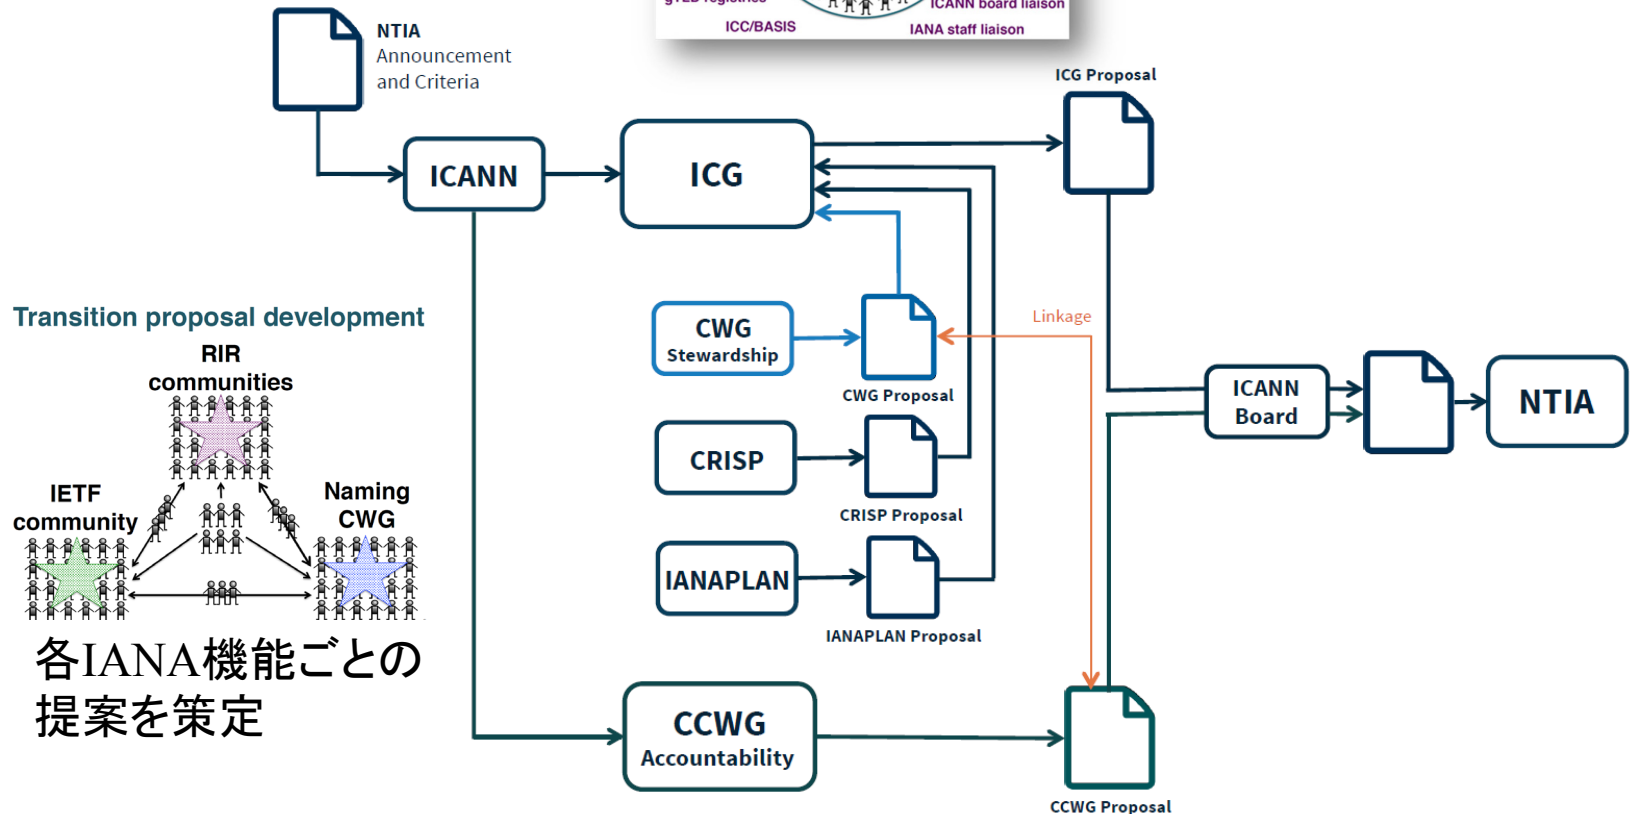 ICANN board liaison
ICC/BASIS
IANA staff liaison
NTIA
Announcement
and Criteria
ICG Proposal
ICANN
ICG
Transition proposal development
RIR
communities
IETF
community
Naming
CWG
各IANA機能ごとの
提案を策定
CWG
Stewardship
CWG Proposal
Linkage
CRISP
CRISP Proposal
IANAPLAN
IANAPLAN Proposal
ICANN
Board
NTIA
CCWG
Accountability
CCWG Proposal